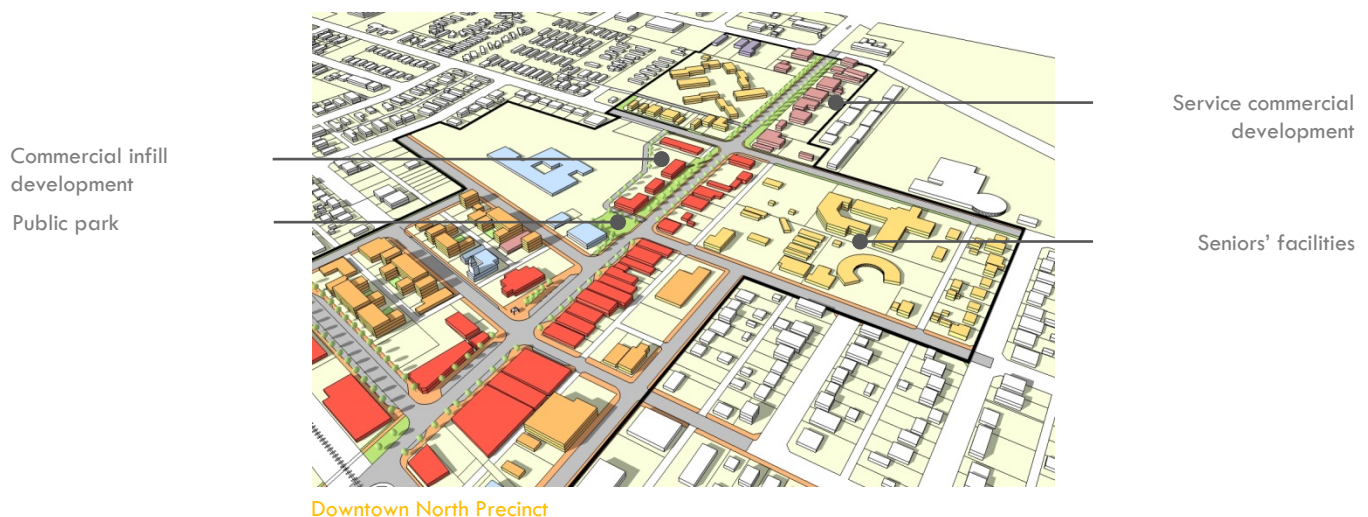 Service commercial
development
Commercial infill
development
Public park
Seniors’ facilities
Downtown North Precinct